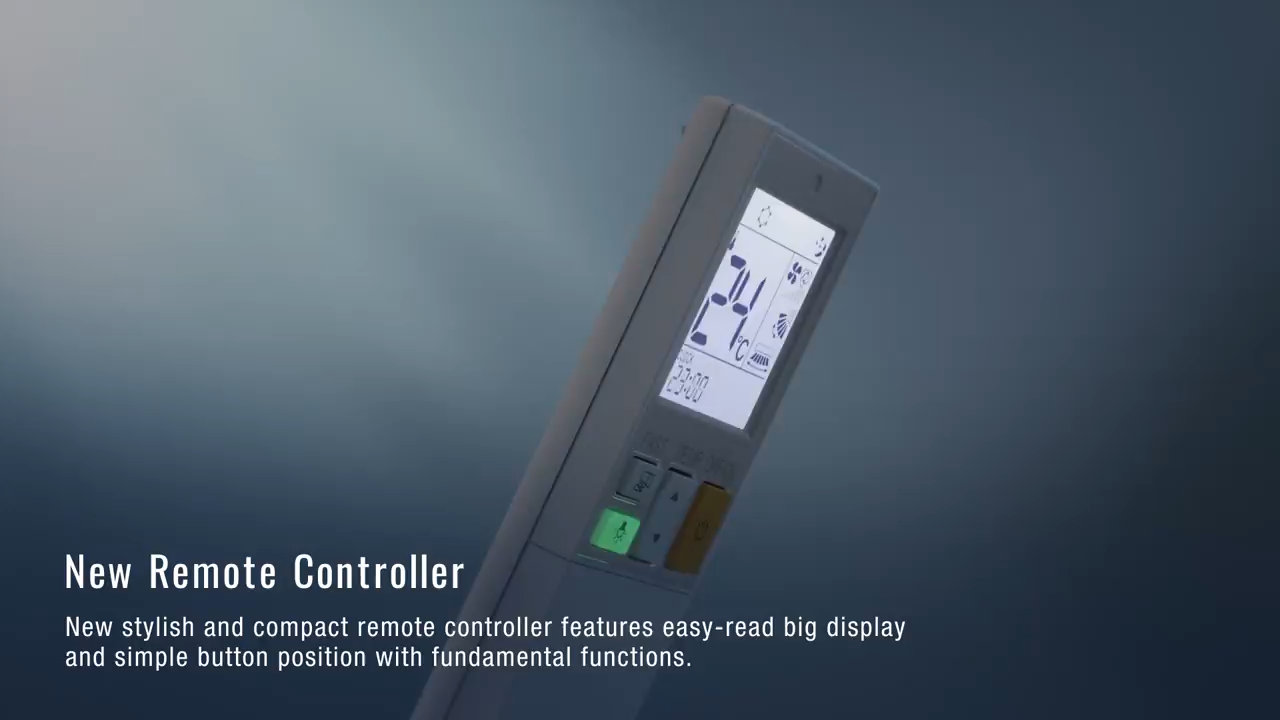 24°C
CLOCK
23:00
New Remote Controller
New stylish and compact remote controller features easy-read big display
and simple button position with fundamental functions.